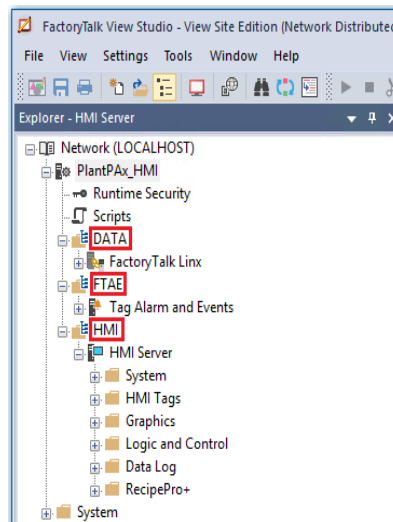 FactoryTalk View Studio - View Site Edition (Network Distributed
File View Settings Tools Window Help
Explorer - HMI Server
Network (LOCALHOST)
PlantPAx_HMI
Runtime Security
Scripts
DATA
FactoryTalk Linx
FTAE
Tag Alarm and Events
HMI
HMI Server
System
HMI Tags
Graphics
Logic and Control
Data Log
RecipePro+
System